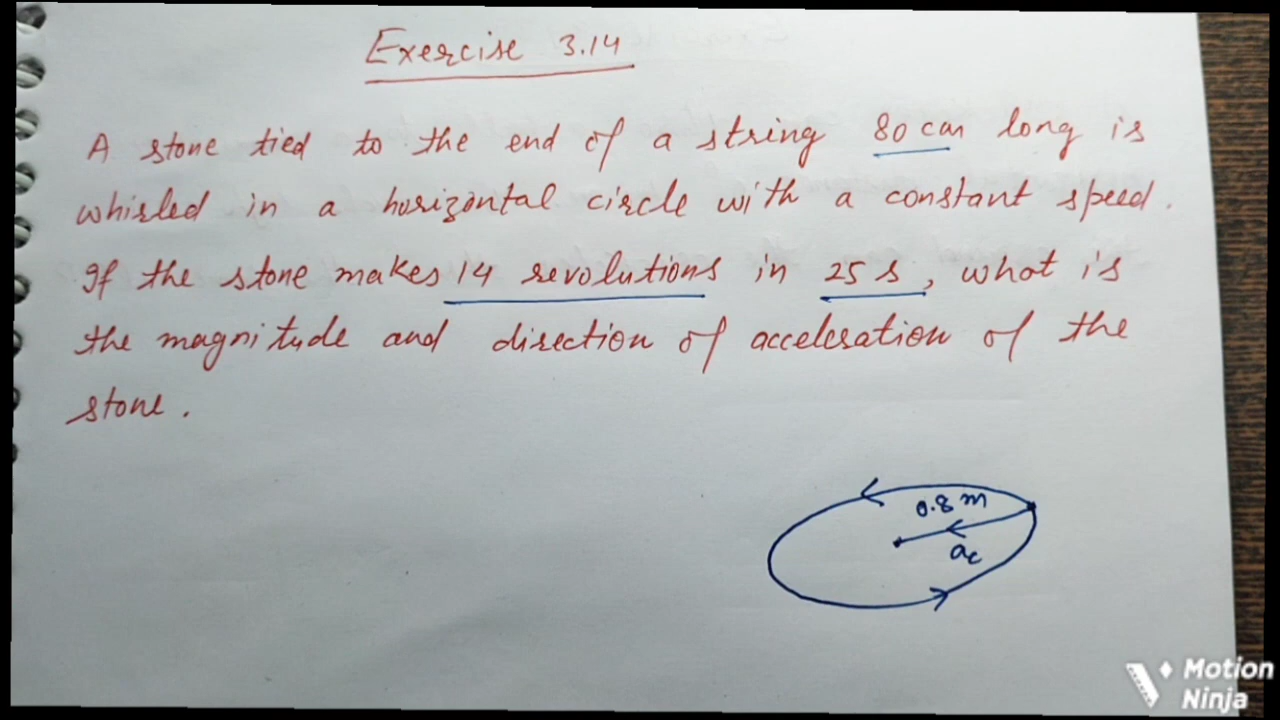 Exercise 3.14
A stone tied to the end of a string 80 cm long is
whirled in a horizontal circle with a constant speed.
If the stone makes 14 revolutions in 25 s, what is
the magnitude and direction of acceleration of the
stone.
0.8 m
ac
Motion
Ninja